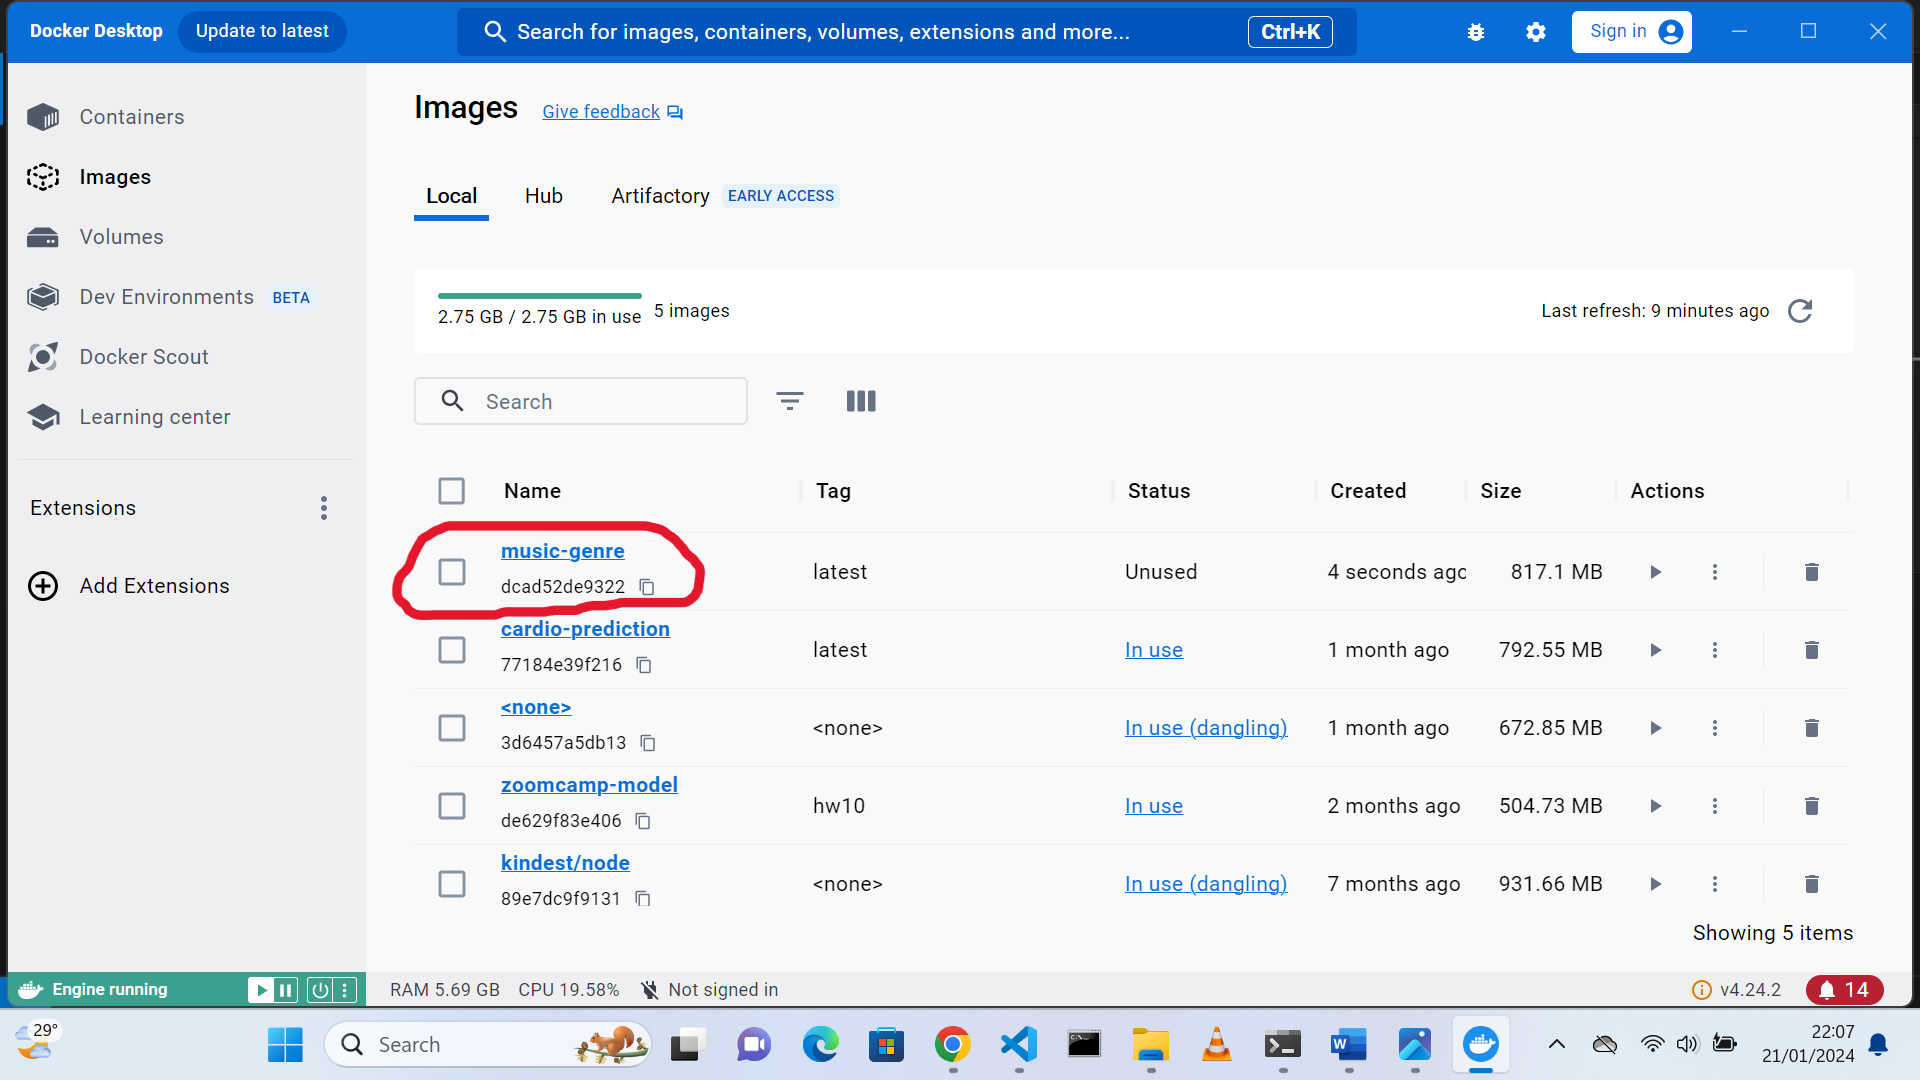 Docker Desktop Update to latest Search for images, containers, volumes, extensions and more... Ctrl+K Sign in
Containers
Images
Volumes
Dev Environments BETA
Docker Scout
Learning center
Extensions
Add Extensions
Images Give feedback
Local Hub Artifactory EARLY ACCESS
2.75 GB / 2.75 GB in use 5 images Last refresh: 9 minutes ago
Search
Name Tag Status Created Size Actions
music-genre
dcad52de9322
latest Unused 4 seconds ago 817.1 MB
cardio-prediction
77184e39f216
latest In use 1 month ago 792.55 MB
<none>
3d6457a5db13
<none> In use (dangling) 1 month ago 672.85 MB
zoomcamp-model
de629f83e406
hw10 In use 2 months ago 504.73 MB
kindest/node
89e7dc9f9131
<none> In use (dangling) 7 months ago 931.66 MB
Showing 5 items
Engine running RAM 5.69 GB CPU 19.58% Not signed in v4.24.2 14
29°
Search
22:07
21/01/2024